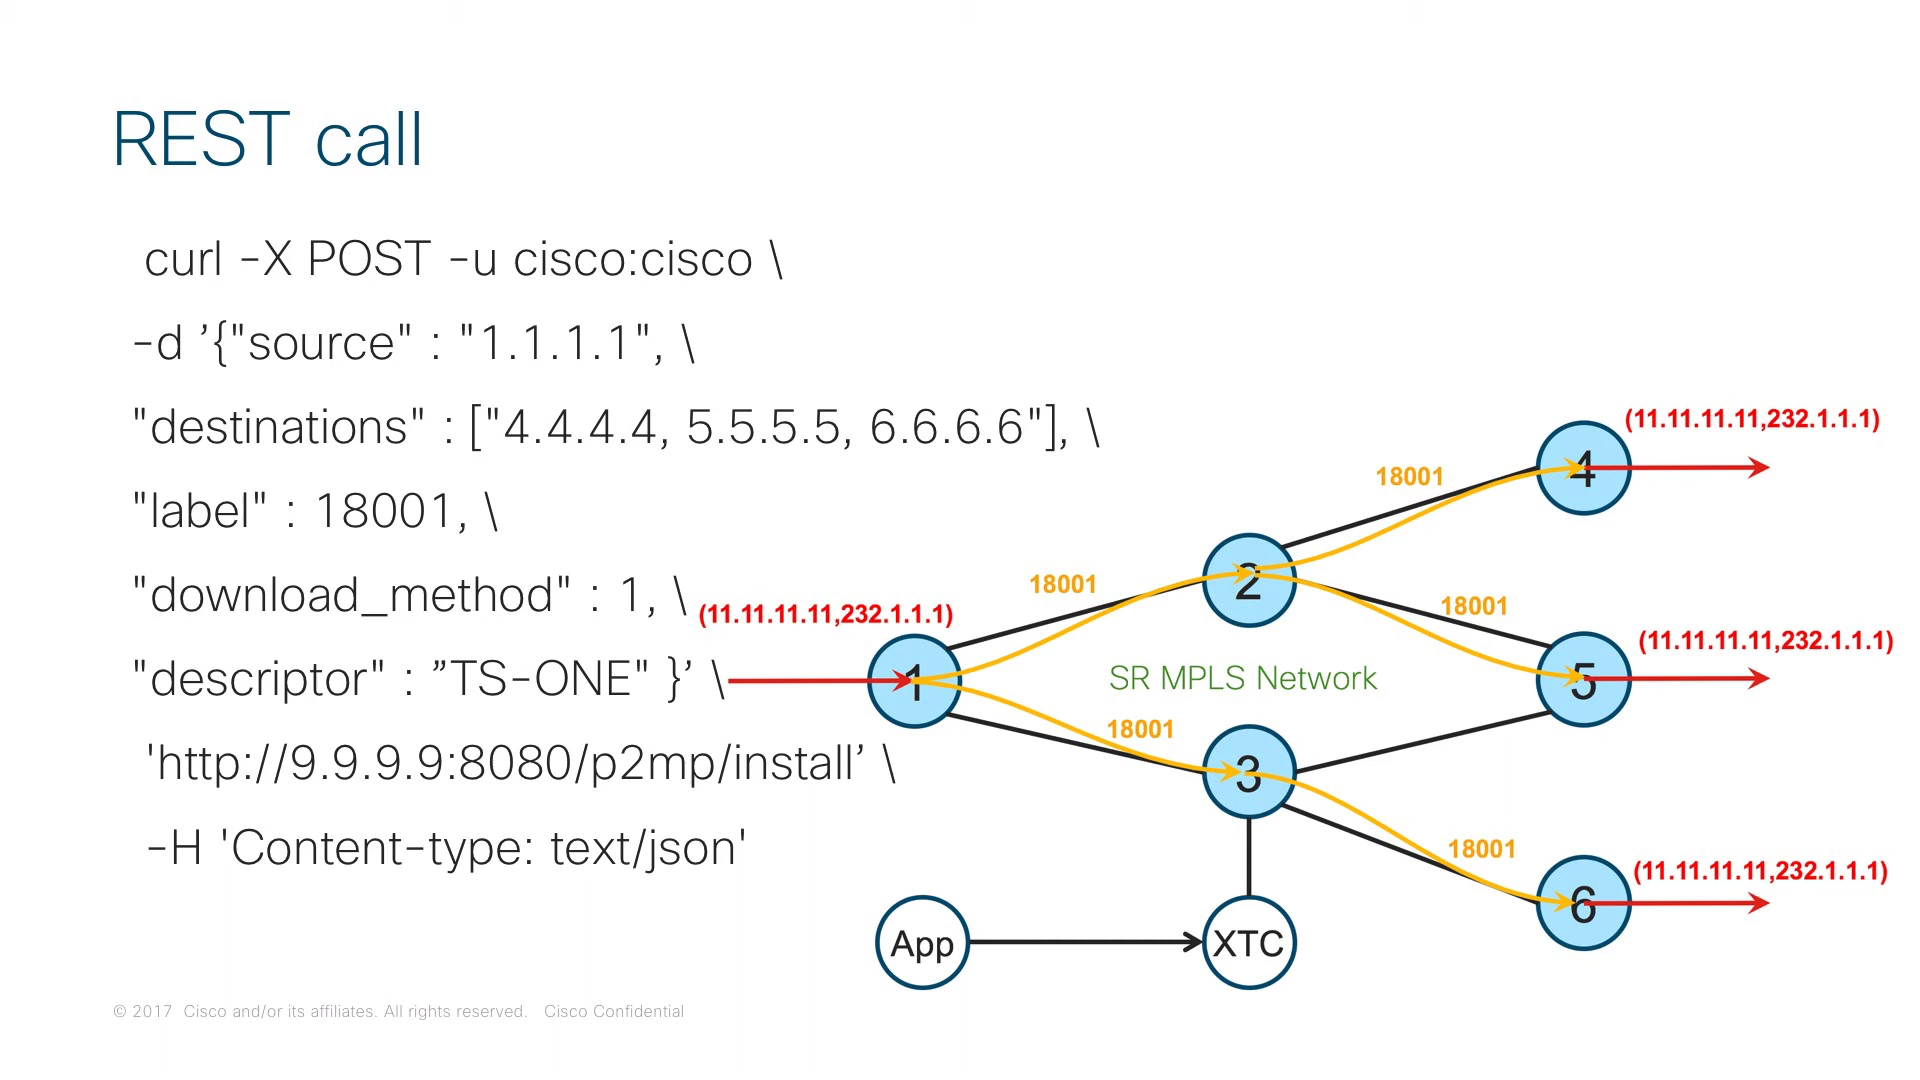 REST call
curl -X POST -u cisco:cisco \
-d ’{"source" : "1.1.1.1", \
"destinations" : ["4.4.4.4, 5.5.5.5, 6.6.6.6"], \
"label" : 18001, \
"download_method" : 1, \
"descriptor" : ”TS-ONE" }’ \
'http://9.9.9.9:8080/p2mp/install’ \
-H 'Content-type: text/json'
(11.11.11.11,232.1.1.1)
4
18001
2
18001
18001
(11.11.11.11,232.1.1.1)
(11.11.11.11,232.1.1.1)
1
SR MPLS Network
5
18001
3
18001
(11.11.11.11,232.1.1.1)
6
App
XTC
© 2017 Cisco and/or its affiliates. All rights reserved. Cisco Confidential